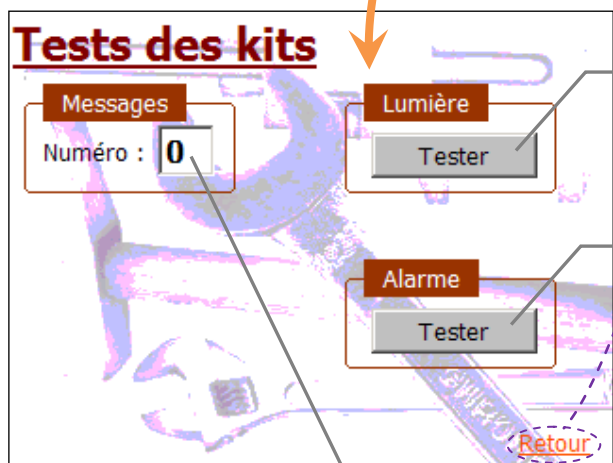 Tests des kits
Messages
Numéro : 0
Lumière
Tester
Alarme
Tester
Retour